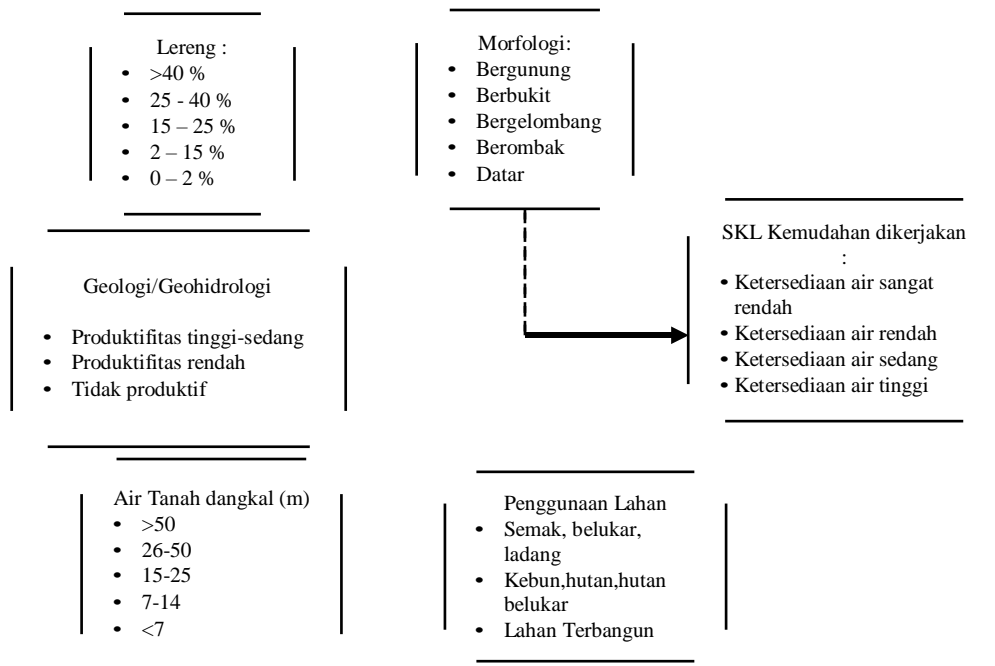 Lereng :
• >40 %
• 25 - 40 %
• 15 – 25 %
• 2 – 15 %
• 0 – 2 %
Morfologi:
• Bergunung
• Berbukit
• Bergelombang
• Berombak
• Datar
Geologi/Geohidrologi
• Produktifitas tinggi-sedang
• Produktifitas rendah
• Tidak produktif
SKL Kemudahan dikerjakan
:
• Ketersediaan air sangat
rendah
• Ketersediaan air rendah
• Ketersediaan air sedang
• Ketersediaan air tinggi
Air Tanah dangkal (m)
• >50
• 26-50
• 15-25
• 7-14
• <7
Penggunaan Lahan
• Semak, belukar,
ladang
• Kebun,hutan,hutan
belukar
• Lahan Terbangun